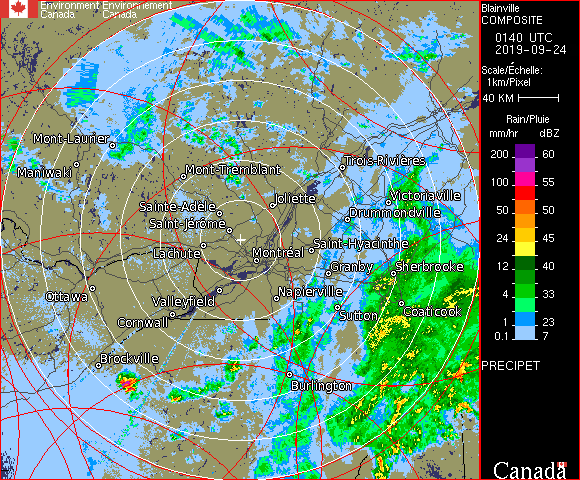 Environment Environnement
Canada Canada
Blainville
COMPOSITE
0140 UTC
2019-09-24
Scale/Échelle:
1km/Pixel
40 KM
Rain/Pluie
mm/hr dBZ
200 60
100 55
50 50
24 45
12 40
4 33
1 23
0.1 7
PRECIPET
Canada
Mont-Laurier
Maniwaki
Mont-Tremblant
Trois-Rivières
Sainte-Adèle
Joliette
Victoriaville
Drummondville
Saint-Jérôme
Lachute
Montréal
Saint-Hyacinthe
Granby
Sherbrooke
Ottawa
Valleyfield
Napierville
Cornwall
Sutton
Coaticook
Brockville
Burlington